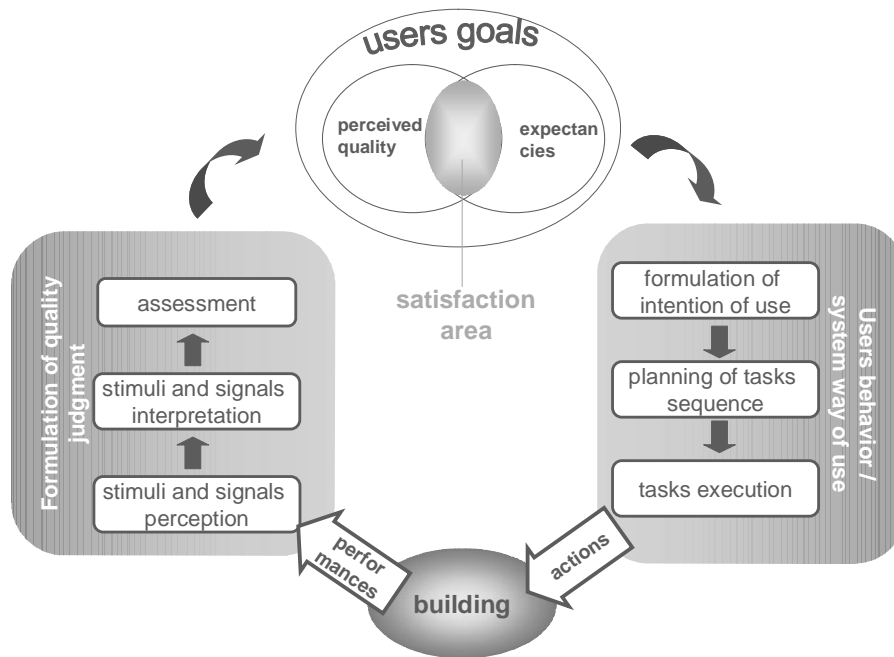 users goals
perceived
quality
expectan
cies
satisfaction
area
Formulation of quality
judgment
assessment
stimuli and signals
interpretation
stimuli and signals
perception
formulation of
intention of use
planning of tasks
sequence
tasks execution
Users behavior /
system way of use
perfor
mances
building
actions